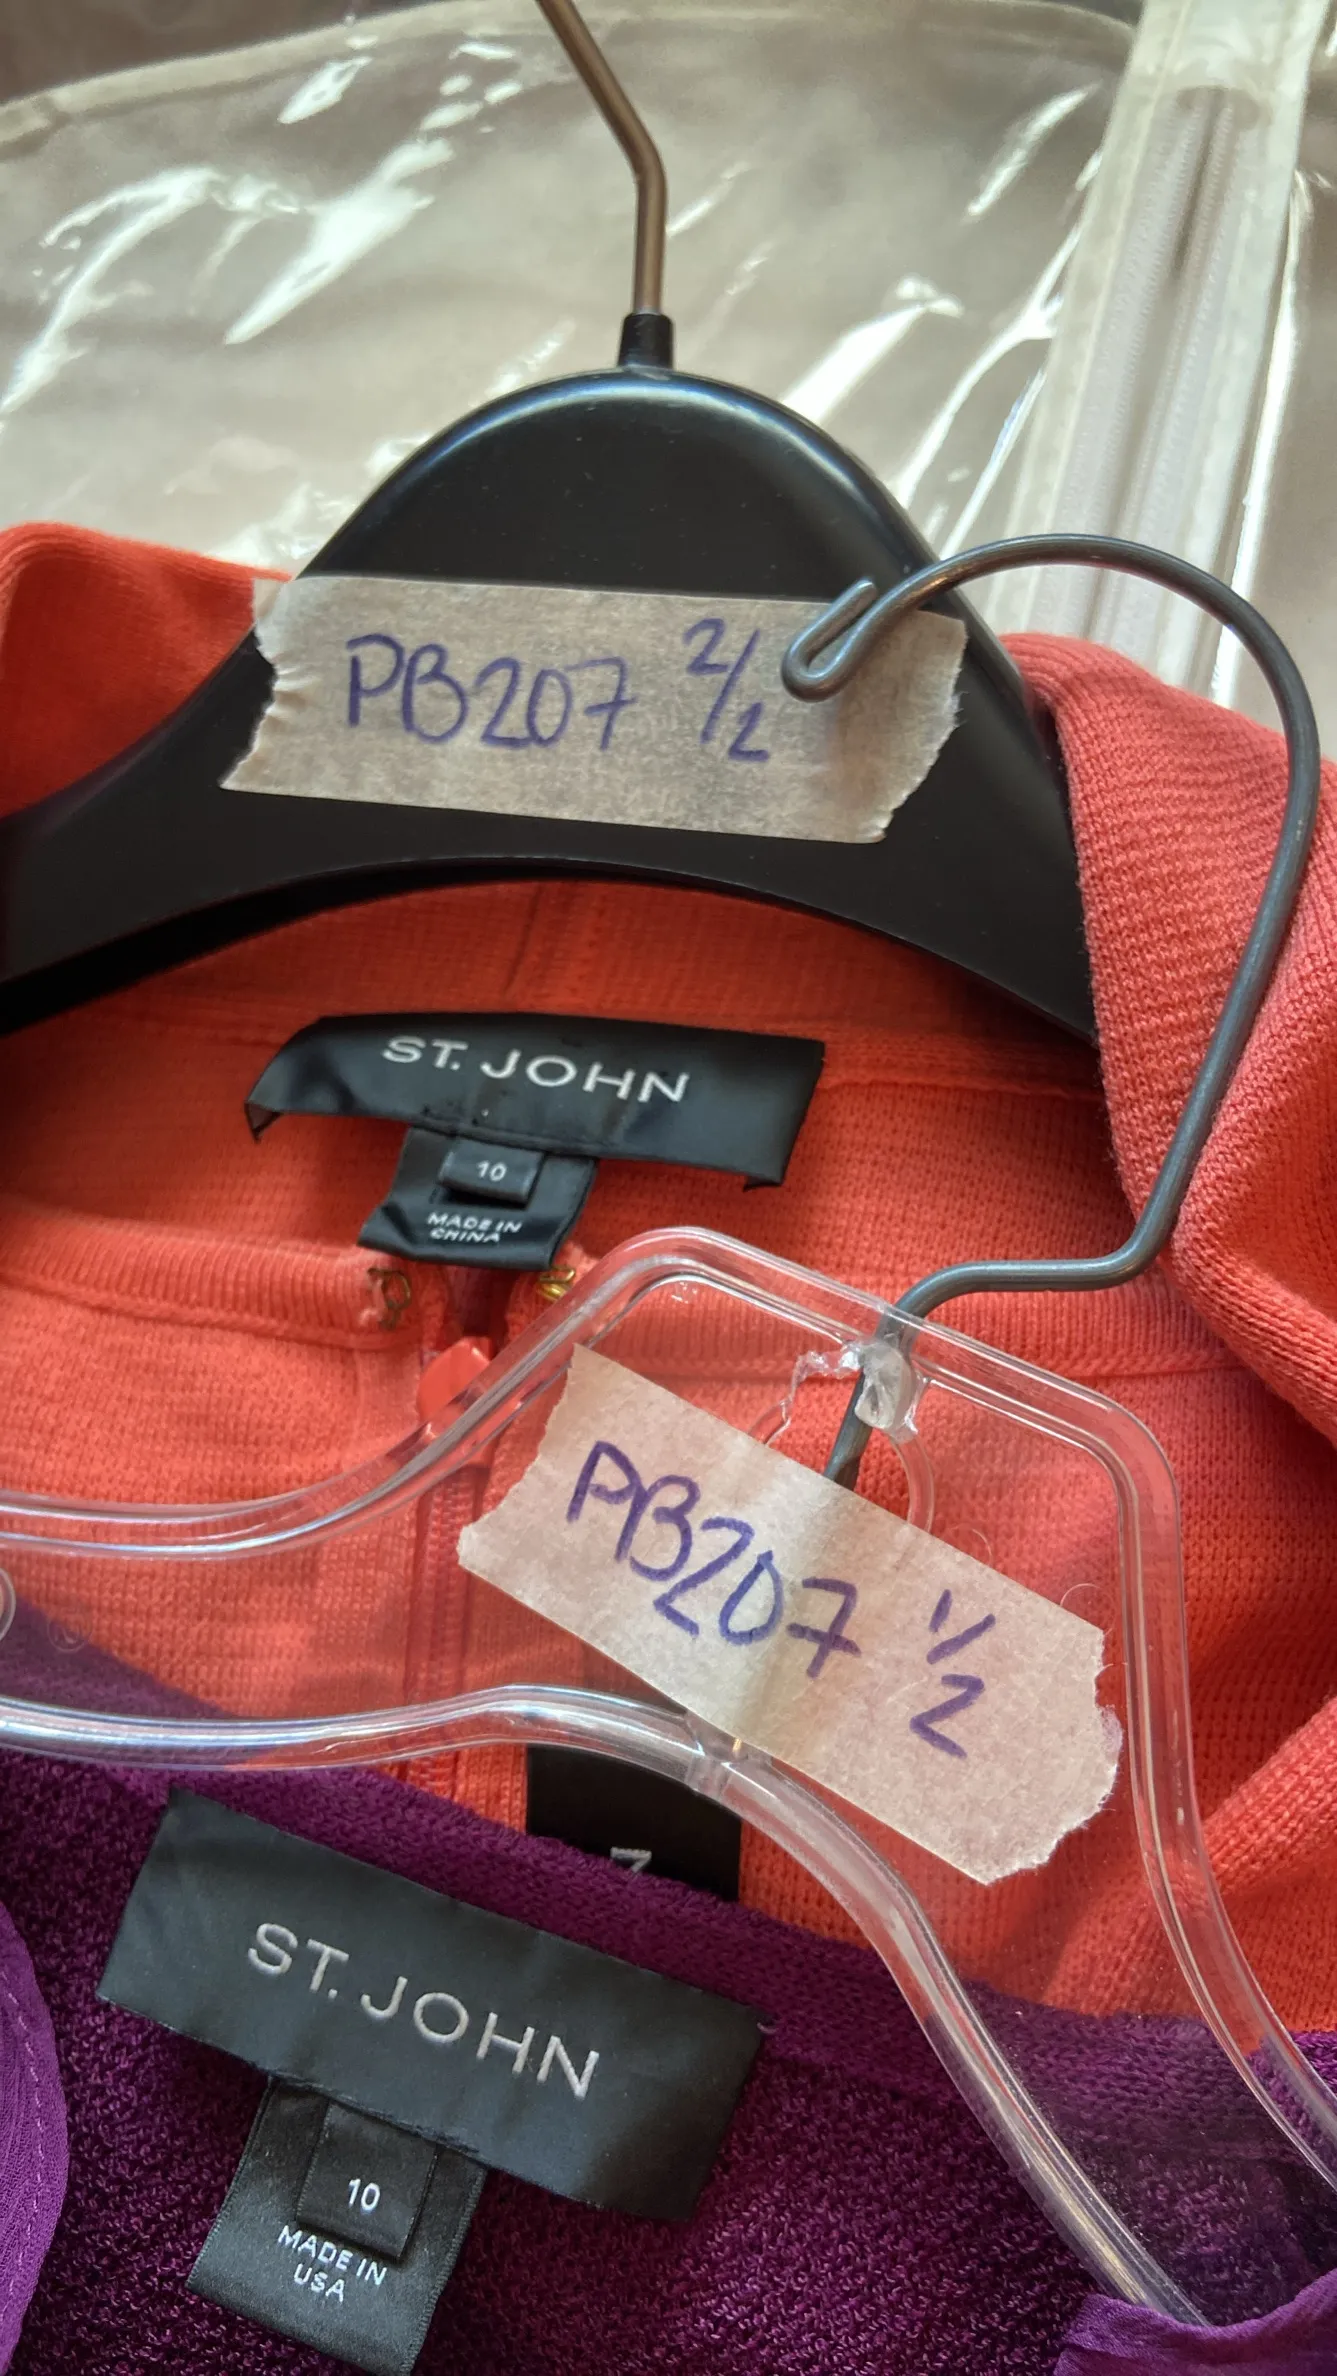 PB207 2/2
ST. JOHN
10
MADE IN
CHINA
PB207 1/2
ST. JOHN
10
MADE IN
USA